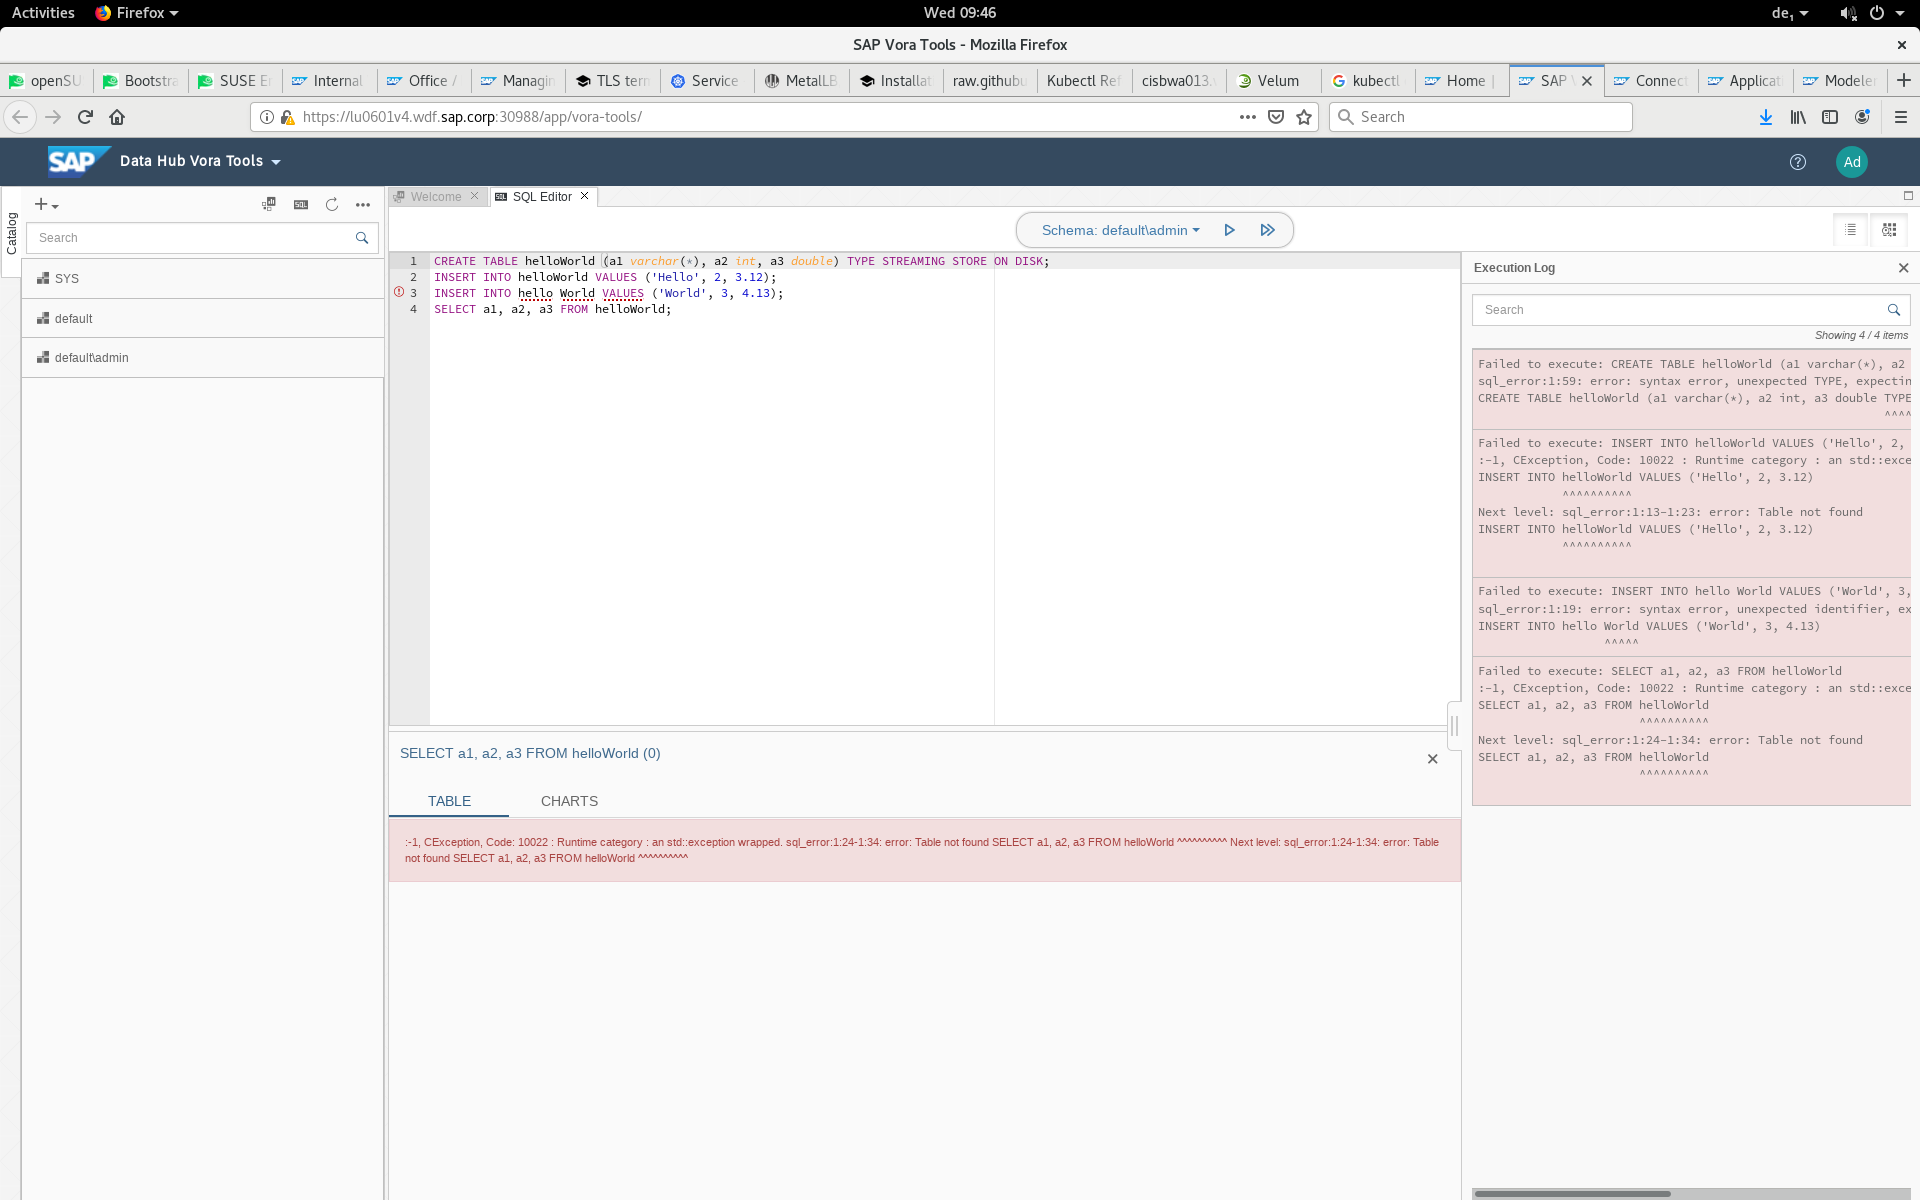 Activities
Firefox
Wed 09:46
de₁
SAP Vora Tools - Mozilla Firefox
openSU
Bootstra
SUSE E
Internal
Office /
Managin
TLS tern
Service
MetalLB
Installat
raw.githubu
Kubectl Ref
cisbwa013.
Velum
kubectl
Home |
SAP V
Connect
Applicat
Modeler
https://lu0601v4.wdf.sap.corp:30988/app/vora-tools/
Search
SAP
Data Hub Vora Tools
Ad
Catalog
SQL
Search
SYS
default
default\admin
Welcome
SQL Editor
Schema: default\admin
1 CREATE TABLE helloWorld (a1 varchar(*), a2 int, a3 double) TYPE STREAMING STORE ON DISK;
2 INSERT INTO helloWorld VALUES ('Hello', 2, 3.12);
3 INSERT INTO hello World VALUES ('World', 3, 4.13);
4 SELECT a1, a2, a3 FROM helloWorld;
SELECT a1, a2, a3 FROM helloWorld (0)
TABLE
CHARTS
:-1, CException, Code: 10022 : Runtime category : an std::exception wrapped. sql_error:1:24-1:34: error: Table not found SELECT a1, a2, a3 FROM helloWorld ^^^^^^^^^^ Next level: sql_error:1:24-1:34: error: Table
not found SELECT a1, a2, a3 FROM helloWorld ^^^^^^^^^^
Execution Log
Search
Showing 4 / 4 items
Failed to execute: CREATE TABLE helloWorld (a1 varchar(*), a2
sql_error:1:59: error: syntax error, unexpected TYPE, expectin
CREATE TABLE helloWorld (a1 varchar(*), a2 int, a3 double TYPE
^^^^
Failed to execute: INSERT INTO helloWorld VALUES ('Hello', 2,
:-1, CException, Code: 10022 : Runtime category : an std::exce
INSERT INTO helloWorld VALUES ('Hello', 2, 3.12)
^^^^^^^^^^
Next level: sql_error:1:13-1:23: error: Table not found
INSERT INTO helloWorld VALUES ('Hello', 2, 3.12)
^^^^^^^^^^
Failed to execute: INSERT INTO hello World VALUES ('World', 3,
sql_error:1:19: error: syntax error, unexpected identifier, ex
INSERT INTO hello World VALUES ('World', 3, 4.13)
^^^^^
Failed to execute: SELECT a1, a2, a3 FROM helloWorld
:-1, CException, Code: 10022 : Runtime category : an std::exce
SELECT a1, a2, a3 FROM helloWorld
^^^^^^^^^^
Next level: sql_error:1:24-1:34: error: Table not found
SELECT a1, a2, a3 FROM helloWorld
^^^^^^^^^^